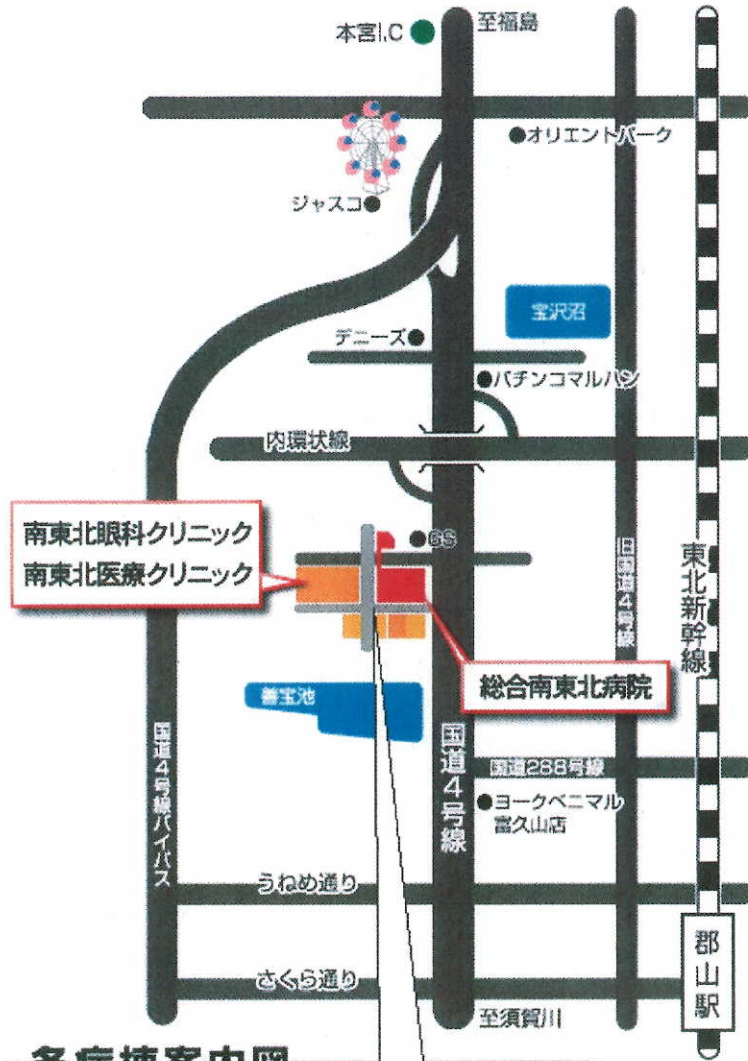 本宮I.C
至福島
オリエントパーク
ジャスコ
宝沢沼
デニーズ
パチンコマルハン
内環状線
南東北眼科クリニック
南東北医療クリニック
GS
旧国道4号線
東北新幹線
総合南東北病院
善宝池
国道4号線バイパス
国道4号線
国道288号線
ヨークベニマル
富久山店
うねめ通り
郡山駅
さくら通り
至須賀川
各病棟案内図